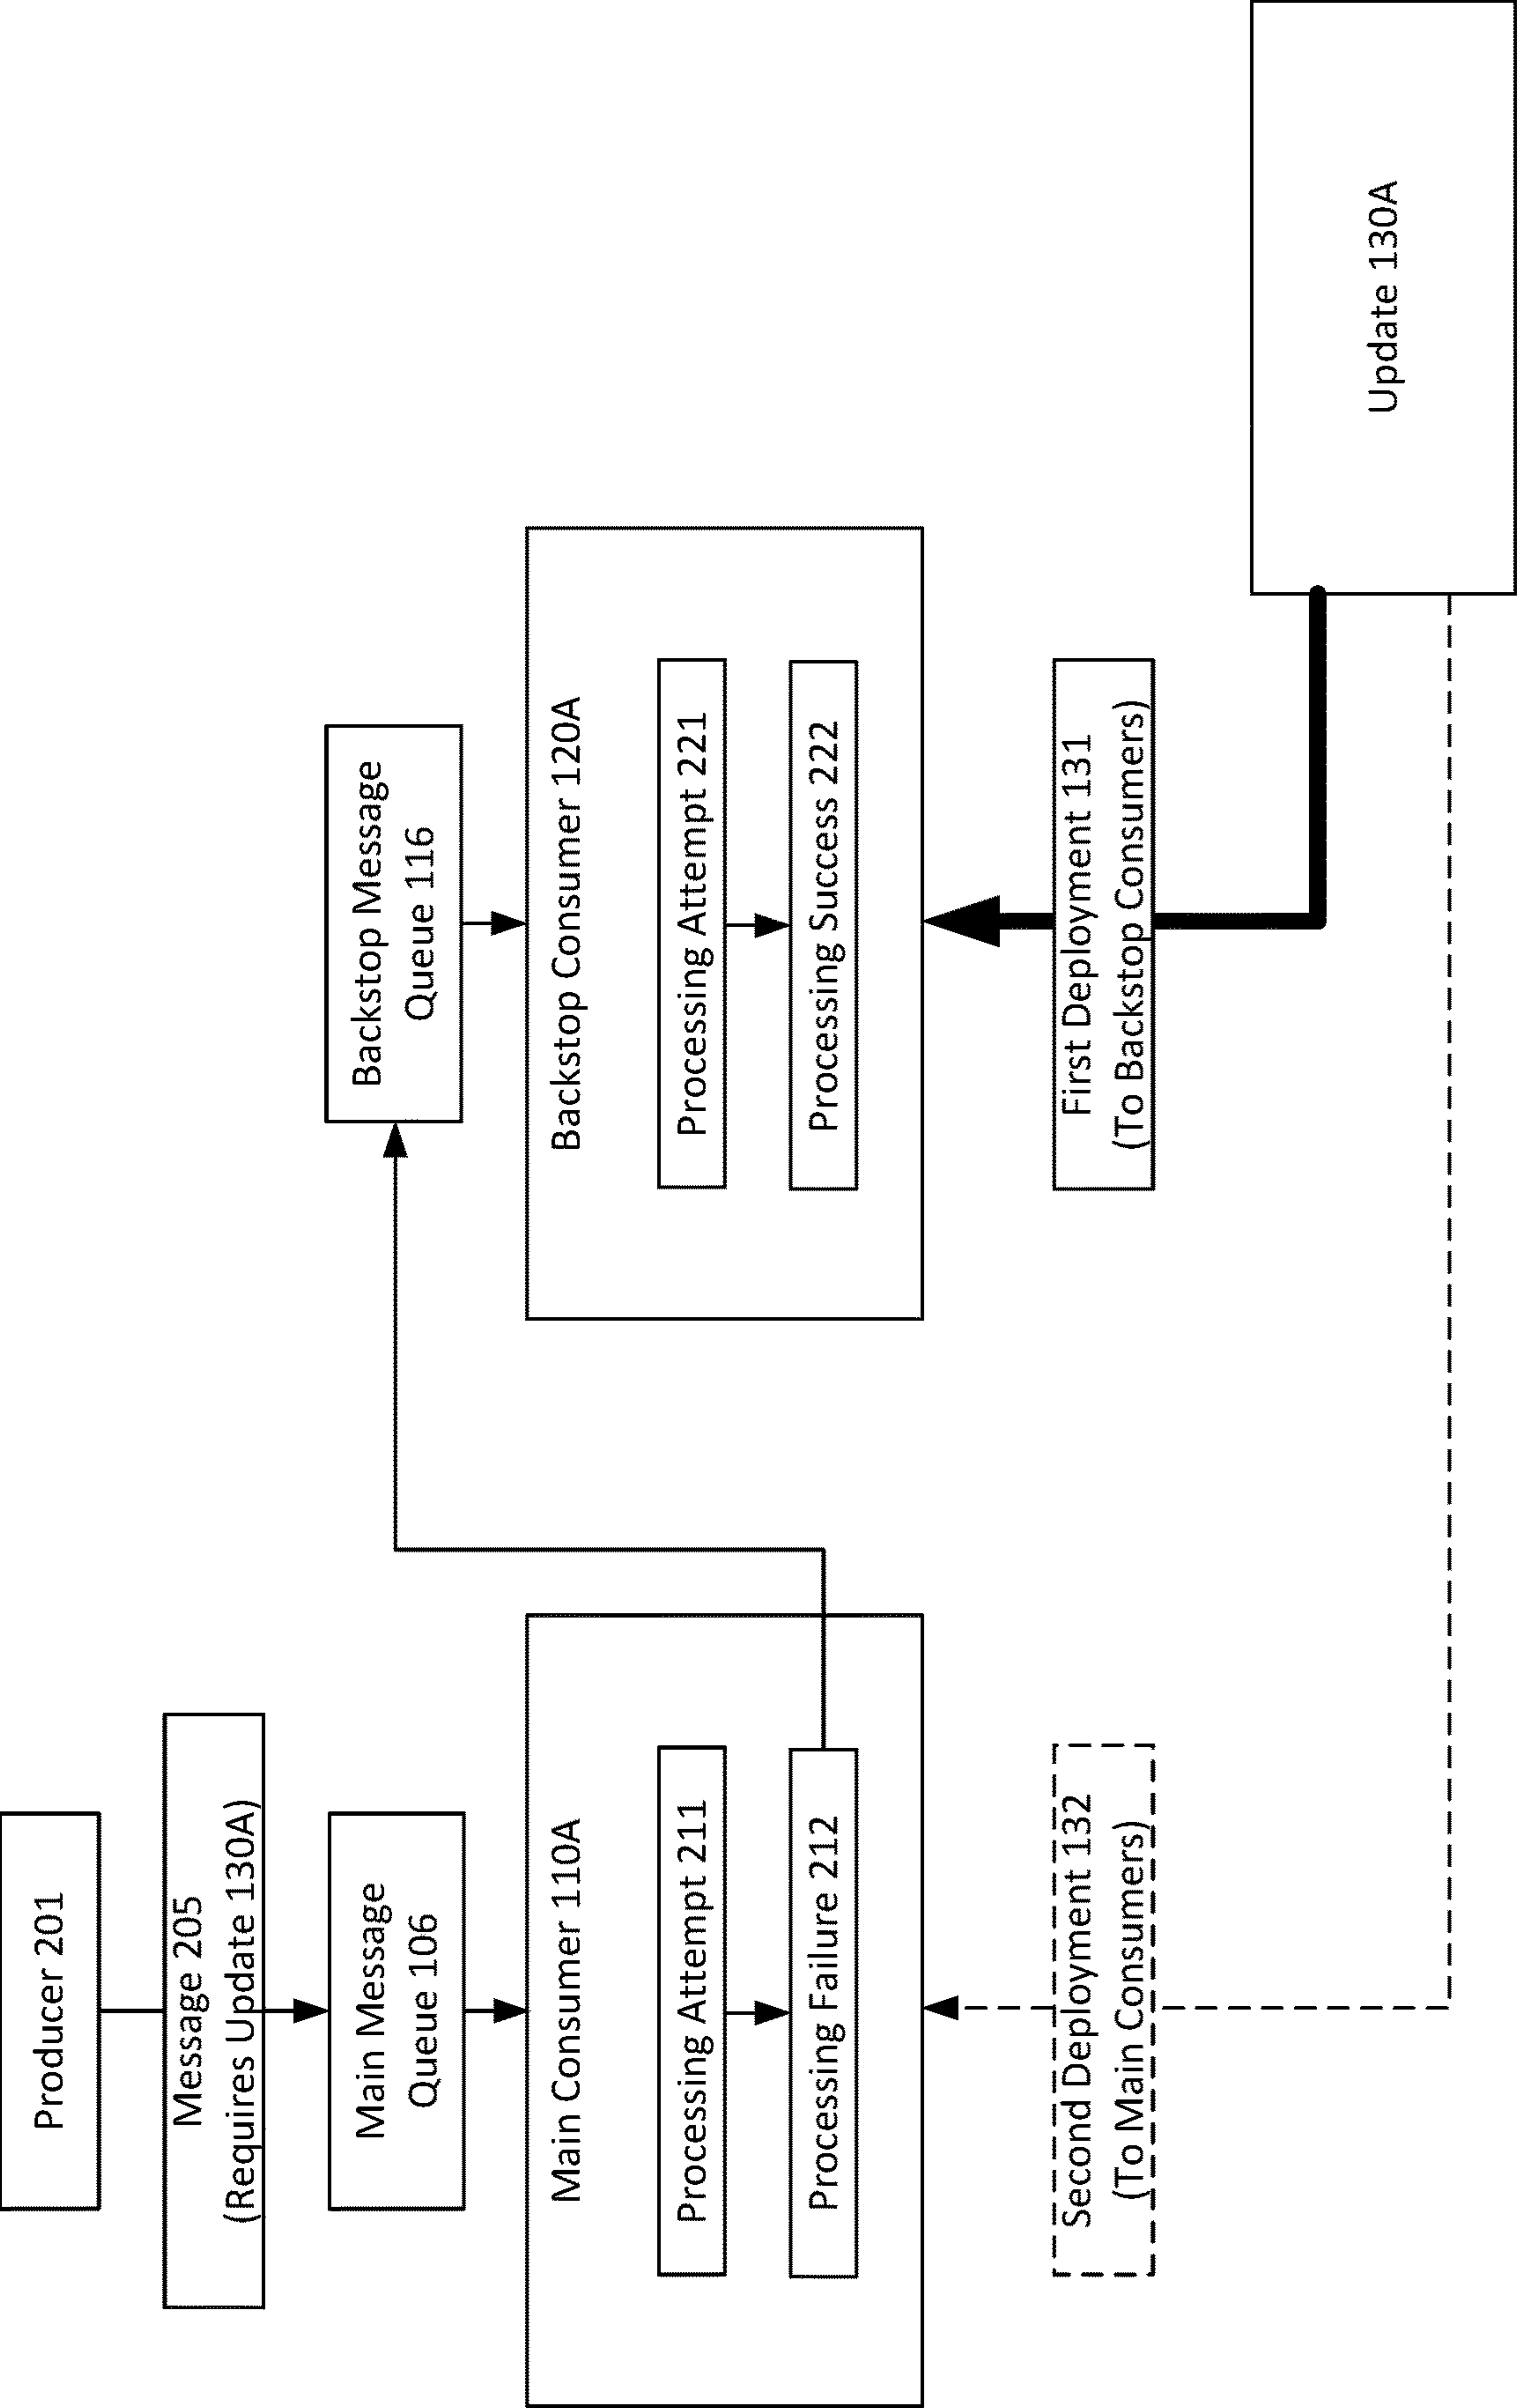 Producer 201
Message 205
(Requires Update 130A)
Main Message
Queue 106
Main Consumer 110A
Processing Attempt 211
Processing Failure 212
Second Deployment 132
(To Main Consumers)
Backstop Message
Queue 116
Backstop Consumer 120A
Processing Attempt 221
Processing Success 222
First Deployment 131
(To Backstop Consumers)
Update 130A